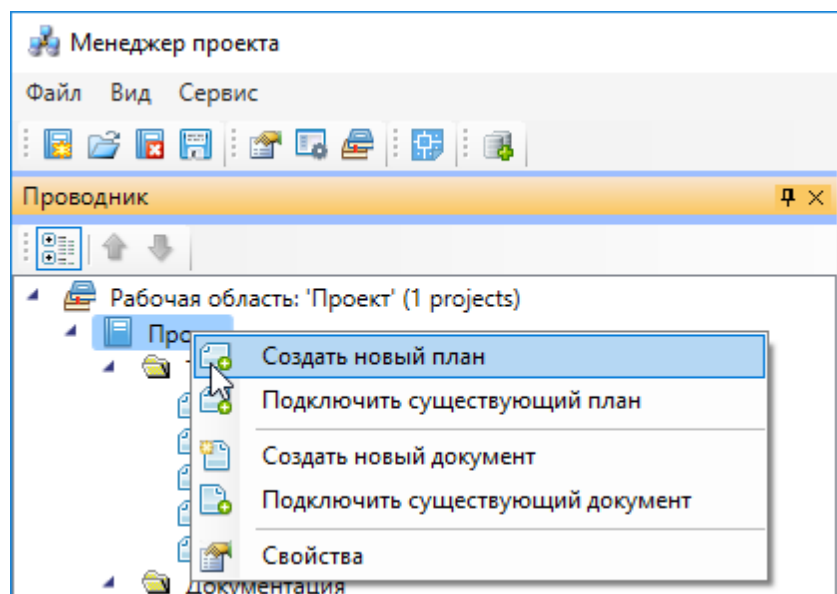 Менеджер проекта
Файл Вид Сервис
Проводник
Рабочая область: 'Проект' (1 projects)
Создать новый план
Подключить существующий план
Создать новый документ
Подключить существующий документ
Свойства
Документация